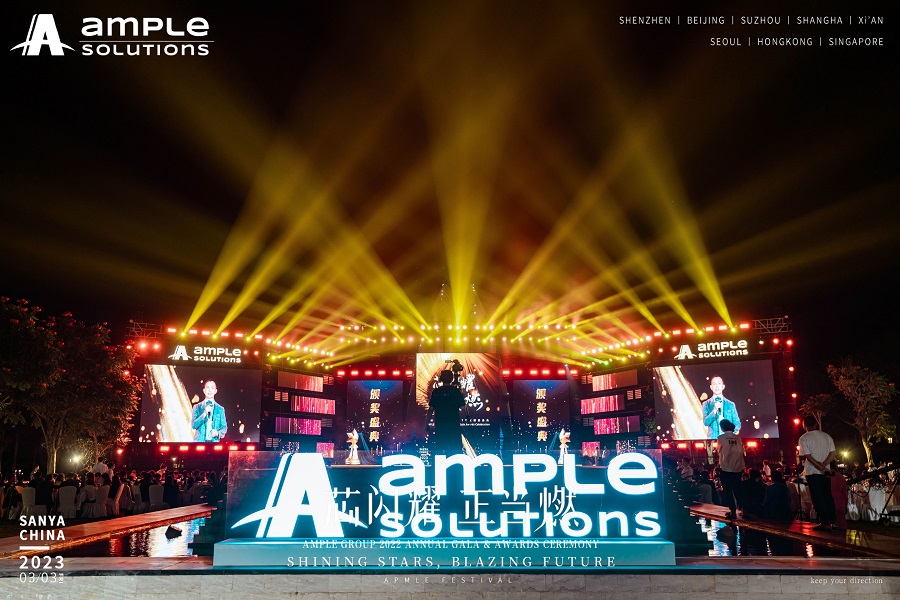 AMPLE
SOLUTIONS
SHENZHEN | BEIJING | SUZHOU | SHANGHA | Xi'AN
SEOUL | HONGKONG | SINGAPORE
AMPLE
SOLUTIONS
AMPLE
SOLUTIONS
颁奖盛典
颁奖盛典
AMPLE
SOLUTIONS
芯闪耀 正当燃
AMPLE GROUP 2022 ANNUAL GALA & AWARDS CEREMONY
SHINING STARS, BLAZING FUTURE
APMLE FESTIVAL
SANYA
CHINA
2023
03/03
keep your direction